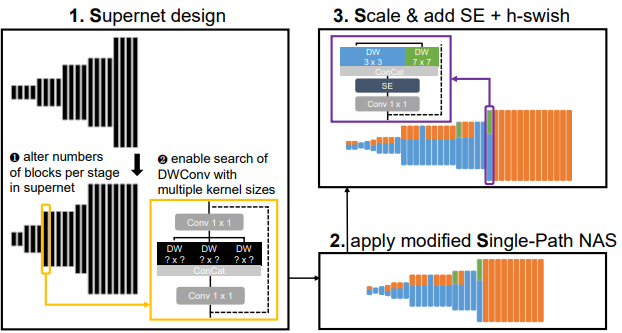 1. Supernet design
❶ alter numbers
of blocks per stage
in supernet
❷ enable search of
DWConv with
multiple kernel sizes
Conv 1 x 1
DW DW DW
? x ? ? x ? ? x ?
ConCat
Conv 1 x 1
3. Scale & add SE + h-swish
DW DW
3 x 3 7 x 7
ConCat
SE
Conv 1 x 1
2. apply modified Single-Path NAS